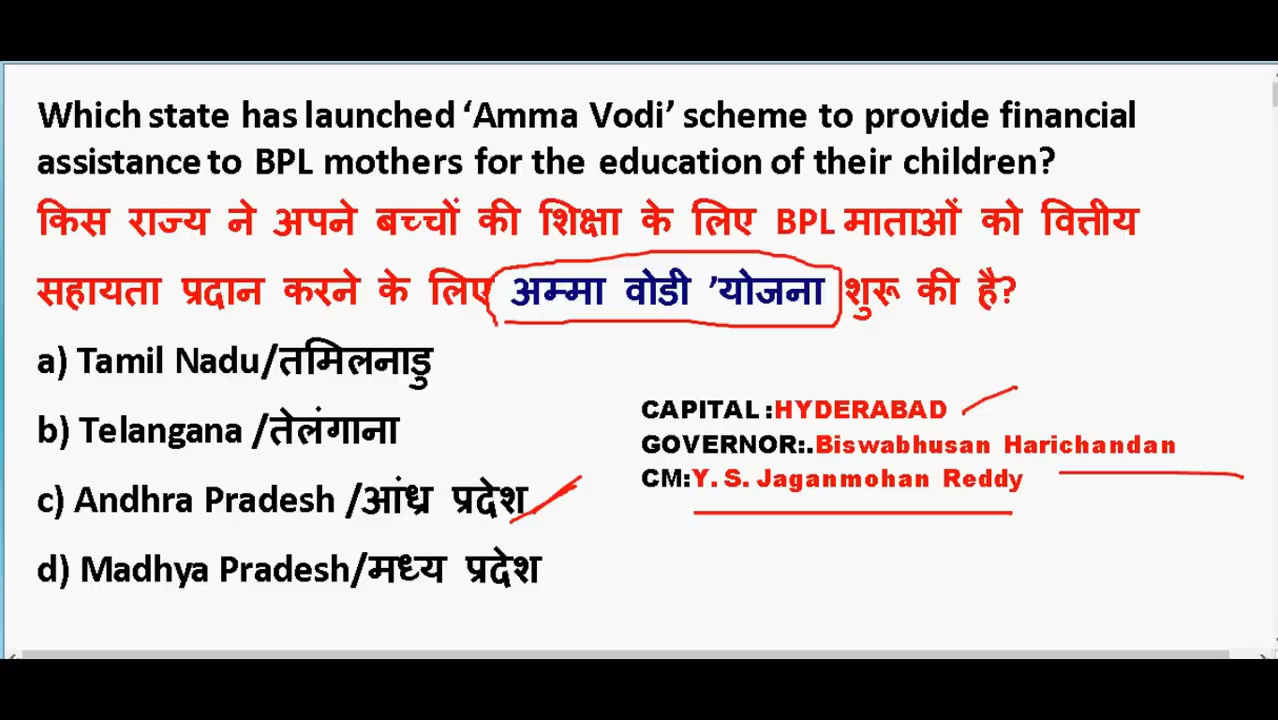 Which state has launched ‘Amma Vodi’ scheme to provide financial
assistance to BPL mothers for the education of their children?
किस राज्य ने अपने बच्चों की शिक्षा के लिए BPL माताओं को वित्तीय
सहायता प्रदान करने के लिए अम्मा वोडी ’योजना शुरू की है?
a) Tamil Nadu/तमिलनाडु
b) Telangana /तेलंगाना
c) Andhra Pradesh /आंध्र प्रदेश
d) Madhya Pradesh/मध्य प्रदेश
CAPITAL :HYDERABAD
GOVERNOR:.Biswabhusan Harichandan
CM:Y. S. Jaganmohan Reddy